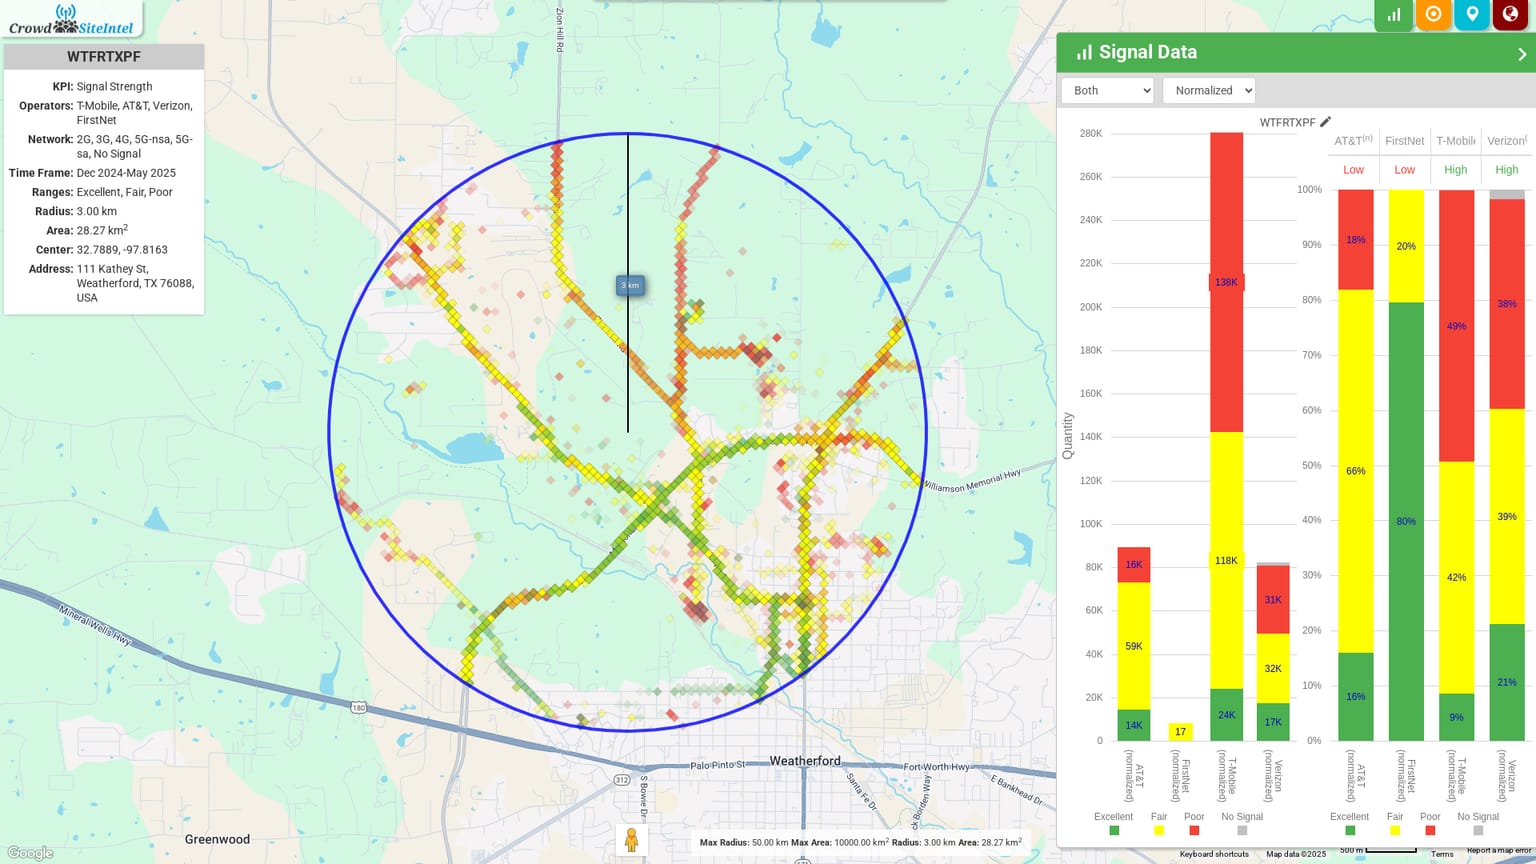 Crowd SiteIntel
WTFRTXPF
KPI: Signal Strength
Operators: T-Mobile, AT&T, Verizon,
FirstNet
Network: 2G, 3G, 4G, 5G-nsa, 5G-
sa, No Signal
Time Frame: Dec 2024-May 2025
Ranges: Excellent, Fair, Poor
Radius: 3.00 km
Area: 28.27 km²
Center: 32.7889, -97.8163
Address: 111 Kathey St,
Weatherford, TX 76088,
USA
Zion Hill Rd
3 km
Williamson Memorial Hwy
Mineral Wells Hwy
180
Weatherford
Palo Pinto St
Fort Worth Hwy
312
S Bowie Dr
Santa Fe Dr
E Bankhead Dr
ck Borden Way
Greenwood
Google
Max Radius: 50.00 km Max Area: 10000.00 km² Radius: 3.00 km Area: 28.27 km²
Signal Data
Both
Normalized
WTFRTXPF
Quantity
280K
260K
240K
220K
200K
180K
160K
140K
120K
100K
80K
60K
40K
20K
0
16K
59K
14K
17
138K
118K
24K
31K
32K
17K
AT&T
(normalized)
FirstNet
(normalized)
T-Mobile
(normalized)
Verizon
(normalized)
Excellent Fair Poor No Signal
AT&T(n) FirstNet T-Mobile Verizon(
Low Low High High
100%
90%
80%
70%
60%
50%
40%
30%
20%
10%
0%
18%
66%
16%
20%
80%
49%
42%
9%
38%
39%
21%
AT&T
(normalized)
FirstNet
(normalized)
T-Mobile
(normalized)
Verizon
(normalized)
Excellent Fair Poor No Signal
Keyboard shortcuts Map data ©2025 500 m Terms Report a map error